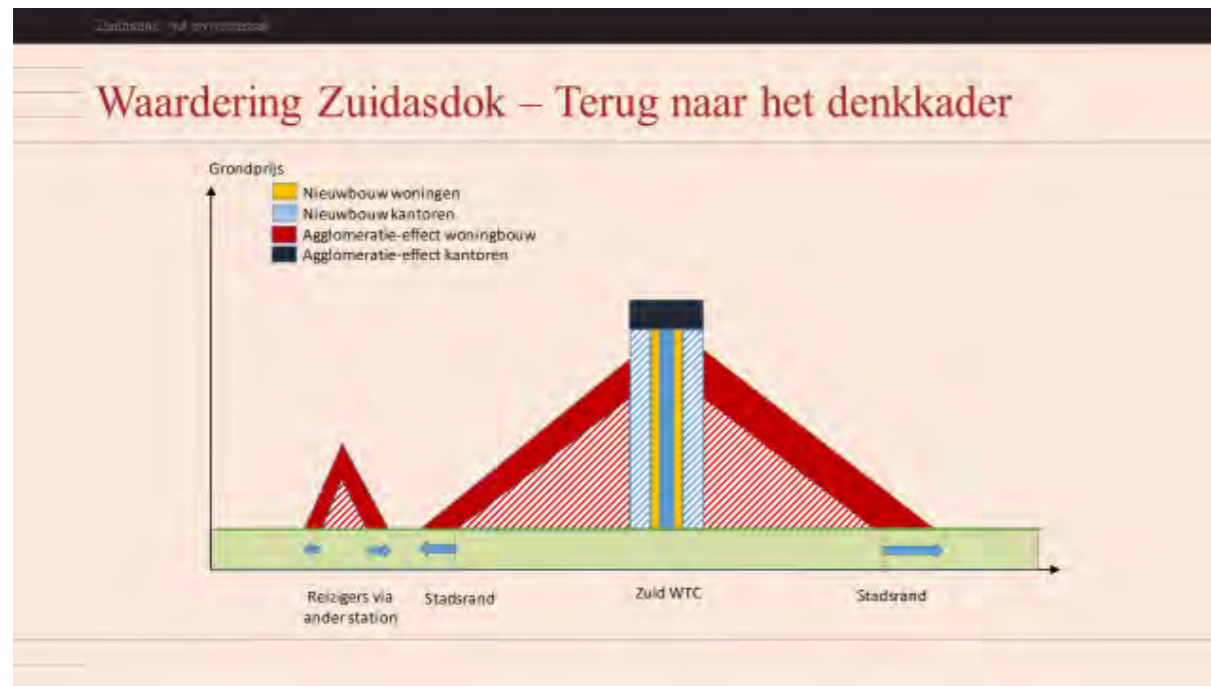 Waardering Zuidasdok – Terug naar het denkkader
Grondprijs
Nieuwbouw woningen
Nieuwbouw kantoren
Agglomeratie-effect woningbouw
Agglomeratie-effect kantoren
Reizigers via
ander station
Stadsrand
Zuid WTC
Stadsrand